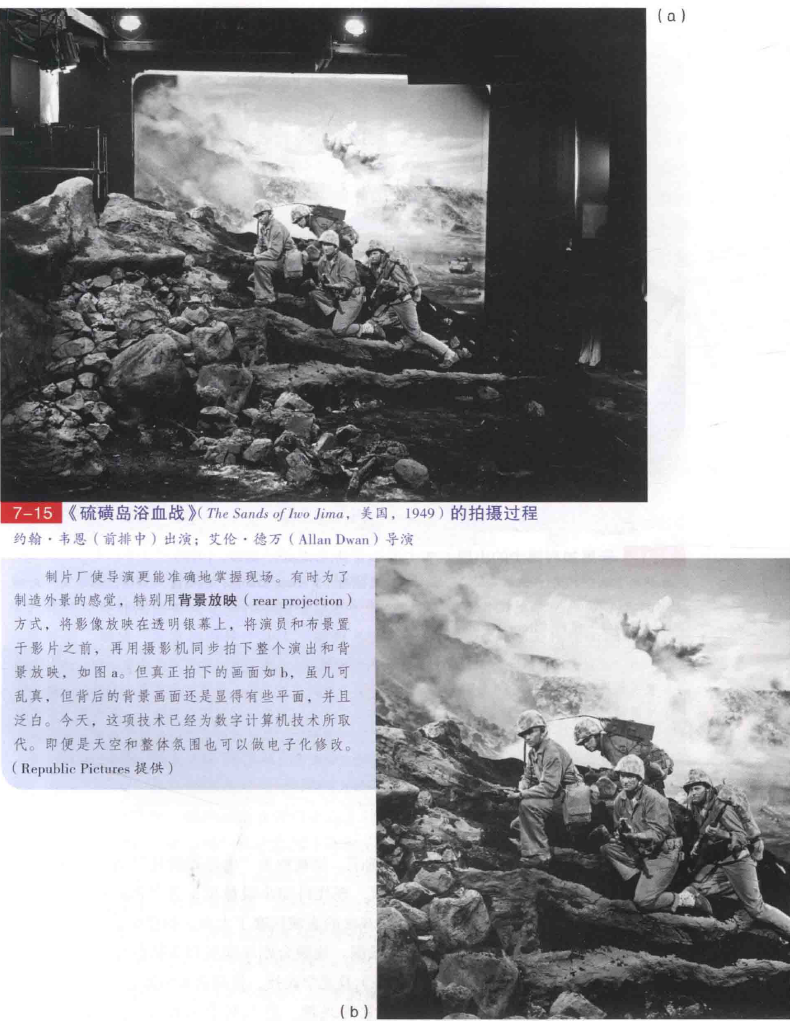 (a)
7-15 《硫磺岛浴血战》(The Sands of Iwo Jima, 美国, 1949) 的拍摄过程
约翰·韦恩（前排中）出演；艾伦·德万（Allan Dwan）导演
制片厂使导演更能准确地掌握现场。有时为了
制造外景的感觉，特别用背景放映（rear projection）
方式，将影像放映在透明银幕上，将演员和布景置
于影片之前，再用摄影机同步拍下整个演出和背
景放映，如图a。但真正拍下的画面如b，虽几可
乱真，但背后的背景画面还是显得有些平面，并且
泛白。今天，这项技术已经为数字计算机技术所取
代。即便是天空和整体氛围也可以做电子化修改。
（Republic Pictures 提供）
(b)